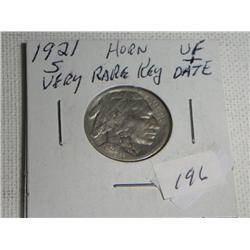 1921 HORN VF
S +
VERY RARE KEY DATE
196